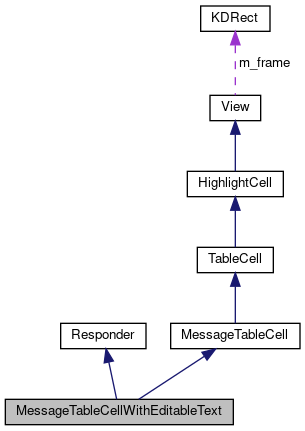 KDRect
m_frame
View
HighlightCell
TableCell
Responder
MessageTableCell
MessageTableCellWithEditableText